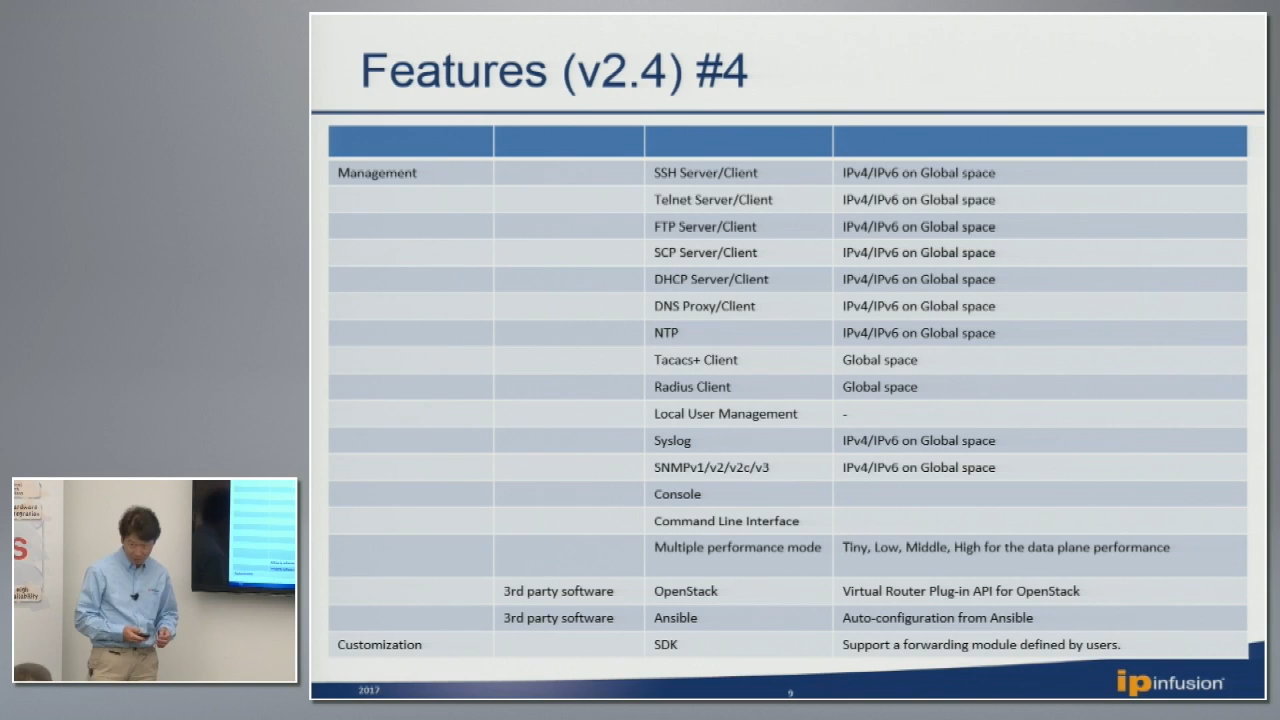 Features (v2.4) #4
Management SSH Server/Client IPv4/IPv6 on Global space
Telnet Server/Client IPv4/IPv6 on Global space
FTP Server/Client IPv4/IPv6 on Global space
SCP Server/Client IPv4/IPv6 on Global space
DHCP Server/Client IPv4/IPv6 on Global space
DNS Proxy/Client IPv4/IPv6 on Global space
NTP IPv4/IPv6 on Global space
Tacacs+ Client Global space
Radius Client Global space
Local User Management -
Syslog IPv4/IPv6 on Global space
SNMPv1/v2/v2c/v3 IPv4/IPv6 on Global space
Console
Command Line Interface
Multiple performance mode Tiny, Low, Middle, High for the data plane performance
3rd party software OpenStack Virtual Router Plug-in API for OpenStack
3rd party software Ansible Auto-configuration from Ansible
Customization SDK Support a forwarding module defined by users.
2017
9
ipinfusion